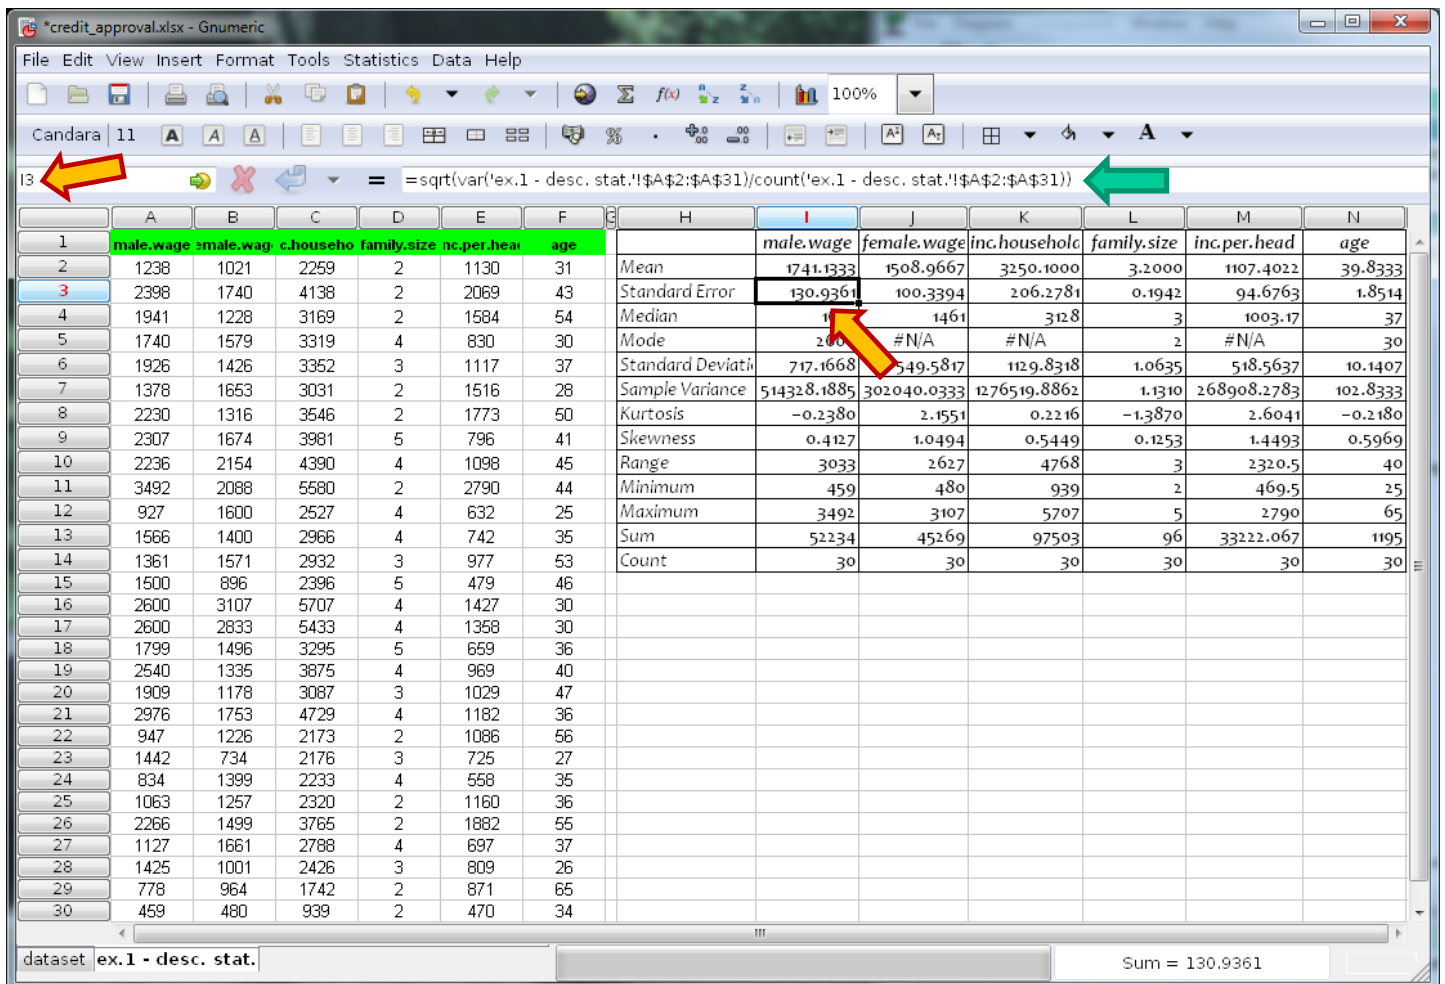 *credit_approval.xlsx - Gnumeric
File Edit View Insert Format Tools Statistics Data Help
100%
Candara 11
I3 =sqrt(var('ex.1 - desc. stat.'!$A$2:$A$31)/count('ex.1 - desc. stat.'!$A$2:$A$31))
A B C D E F G H I J K L M N
1 male.wage emale.wag c.househo family.size nc.per.hea age male.wage female.wage inc.household family.size inc.per.head age
2 1238 1021 2259 2 1130 31 Mean 1741.1333 1508.9667 3250.1000 3.2000 1107.4022 39.8333
3 2398 1740 4138 2 2069 43 Standard Error 130.9361 100.3394 206.2781 0.1942 94.6763 1.8514
4 1941 1228 3169 2 1584 54 Median 1461 3128 3 1003.17 37
5 1740 1579 3319 4 830 30 Mode #N/A #N/A 2 #N/A 30
6 1926 1426 3352 3 1117 37 Standard Deviati 717.1668 549.5817 1129.8318 1.0635 518.5637 10.1407
7 1378 1653 3031 2 1516 28 Sample Variance 514328.1885 302040.0333 1276519.8862 1.1310 268908.2783 102.8333
8 2230 1316 3546 2 1773 50 Kurtosis -0.2380 2.1551 0.2216 -1.3870 2.6041 -0.2180
9 2307 1674 3981 5 796 41 Skewness 0.4127 1.0494 0.5449 0.1253 1.4493 0.5969
10 2236 2154 4390 4 1098 45 Range 3033 2627 4768 3 2320.5 40
11 3492 2088 5580 2 2790 44 Minimum 459 480 939 2 469.5 25
12 927 1600 2527 4 632 25 Maximum 3492 3107 5707 5 2790 65
13 1566 1400 2966 4 742 35 Sum 52234 45269 97503 96 33222.067 1195
14 1361 1571 2932 3 977 53 Count 30 30 30 30 30 30
15 1500 896 2396 5 479 46
16 2600 3107 5707 4 1427 30
17 2600 2833 5433 4 1358 30
18 1799 1496 3295 5 659 36
19 2540 1335 3875 4 969 40
20 1909 1178 3087 3 1029 47
21 2976 1753 4729 4 1182 36
22 947 1226 2173 2 1086 56
23 1442 734 2176 3 725 27
24 834 1399 2233 4 558 35
25 1063 1257 2320 2 1160 36
26 2266 1499 3765 2 1882 55
27 1127 1661 2788 4 697 37
28 1425 1001 2426 3 809 26
29 778 964 1742 2 871 65
30 459 480 939 2 470 34
dataset ex.1 - desc. stat. Sum = 130.9361